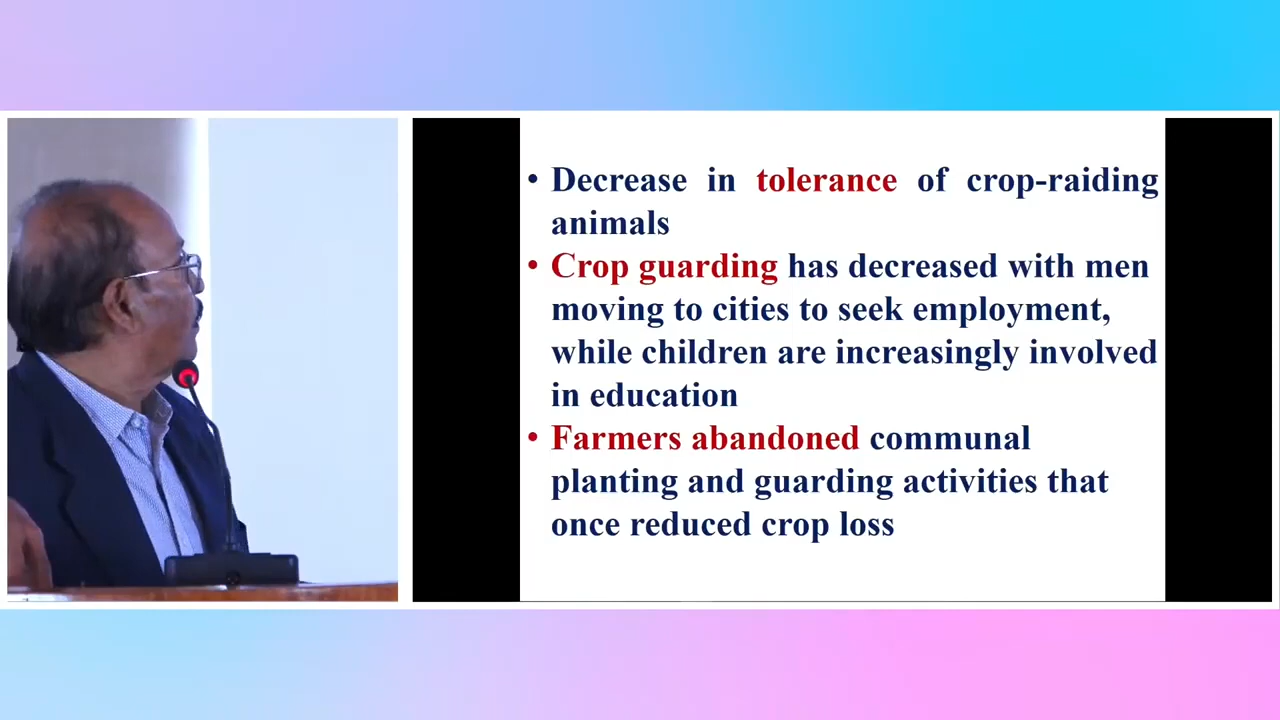 • Decrease in tolerance of crop-raiding
animals
• Crop guarding has decreased with men
moving to cities to seek employment,
while children are increasingly involved
in education
• Farmers abandoned communal
planting and guarding activities that
once reduced crop loss